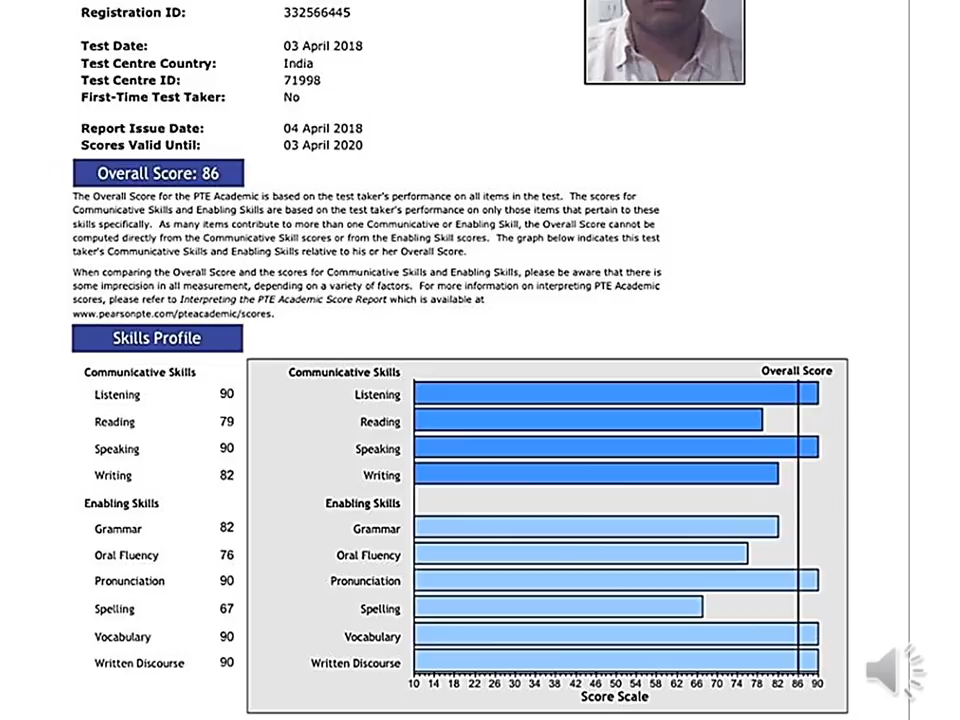 Registration ID: 332566445
Test Date: 03 April 2018
Test Centre Country: India
Test Centre ID: 71998
First-Time Test Taker: No
Report Issue Date: 04 April 2018
Scores Valid Until: 03 April 2020
Overall Score: 86
The Overall Score for the PTE Academic is based on the test taker's performance on all items in the test. The scores for
Communicative Skills and Enabling Skills are based on the test taker's performance on only those items that pertain to these
skills specifically. As many items contribute to more than one Communicative or Enabling Skill, the Overall Score cannot be
computed directly from the Communicative Skill scores or from the Enabling Skill scores. The graph below indicates this test
taker's Communicative Skills and Enabling Skills relative to his or her Overall Score.
When comparing the Overall Score and the scores for Communicative Skills and Enabling Skills, please be aware that there is
some imprecision in all measurement, depending on a variety of factors. For more information on interpreting PTE Academic
scores, please refer to Interpreting the PTE Academic Score Report which is available at
www.pearsonpte.com/pteacademic/scores.
Skills Profile
Communicative Skills
Listening 90
Reading 79
Speaking 90
Writing 82
Enabling Skills
Grammar 82
Oral Fluency 76
Pronunciation 90
Spelling 67
Vocabulary 90
Written Discourse 90
Communicative Skills Overall Score
Listening
Reading
Speaking
Writing
Enabling Skills
Grammar
Oral Fluency
Pronunciation
Spelling
Vocabulary
Written Discourse
10 14 18 22 26 30 34 38 42 46 50 54 58 62 66 70 74 78 82 86 90
Score Scale